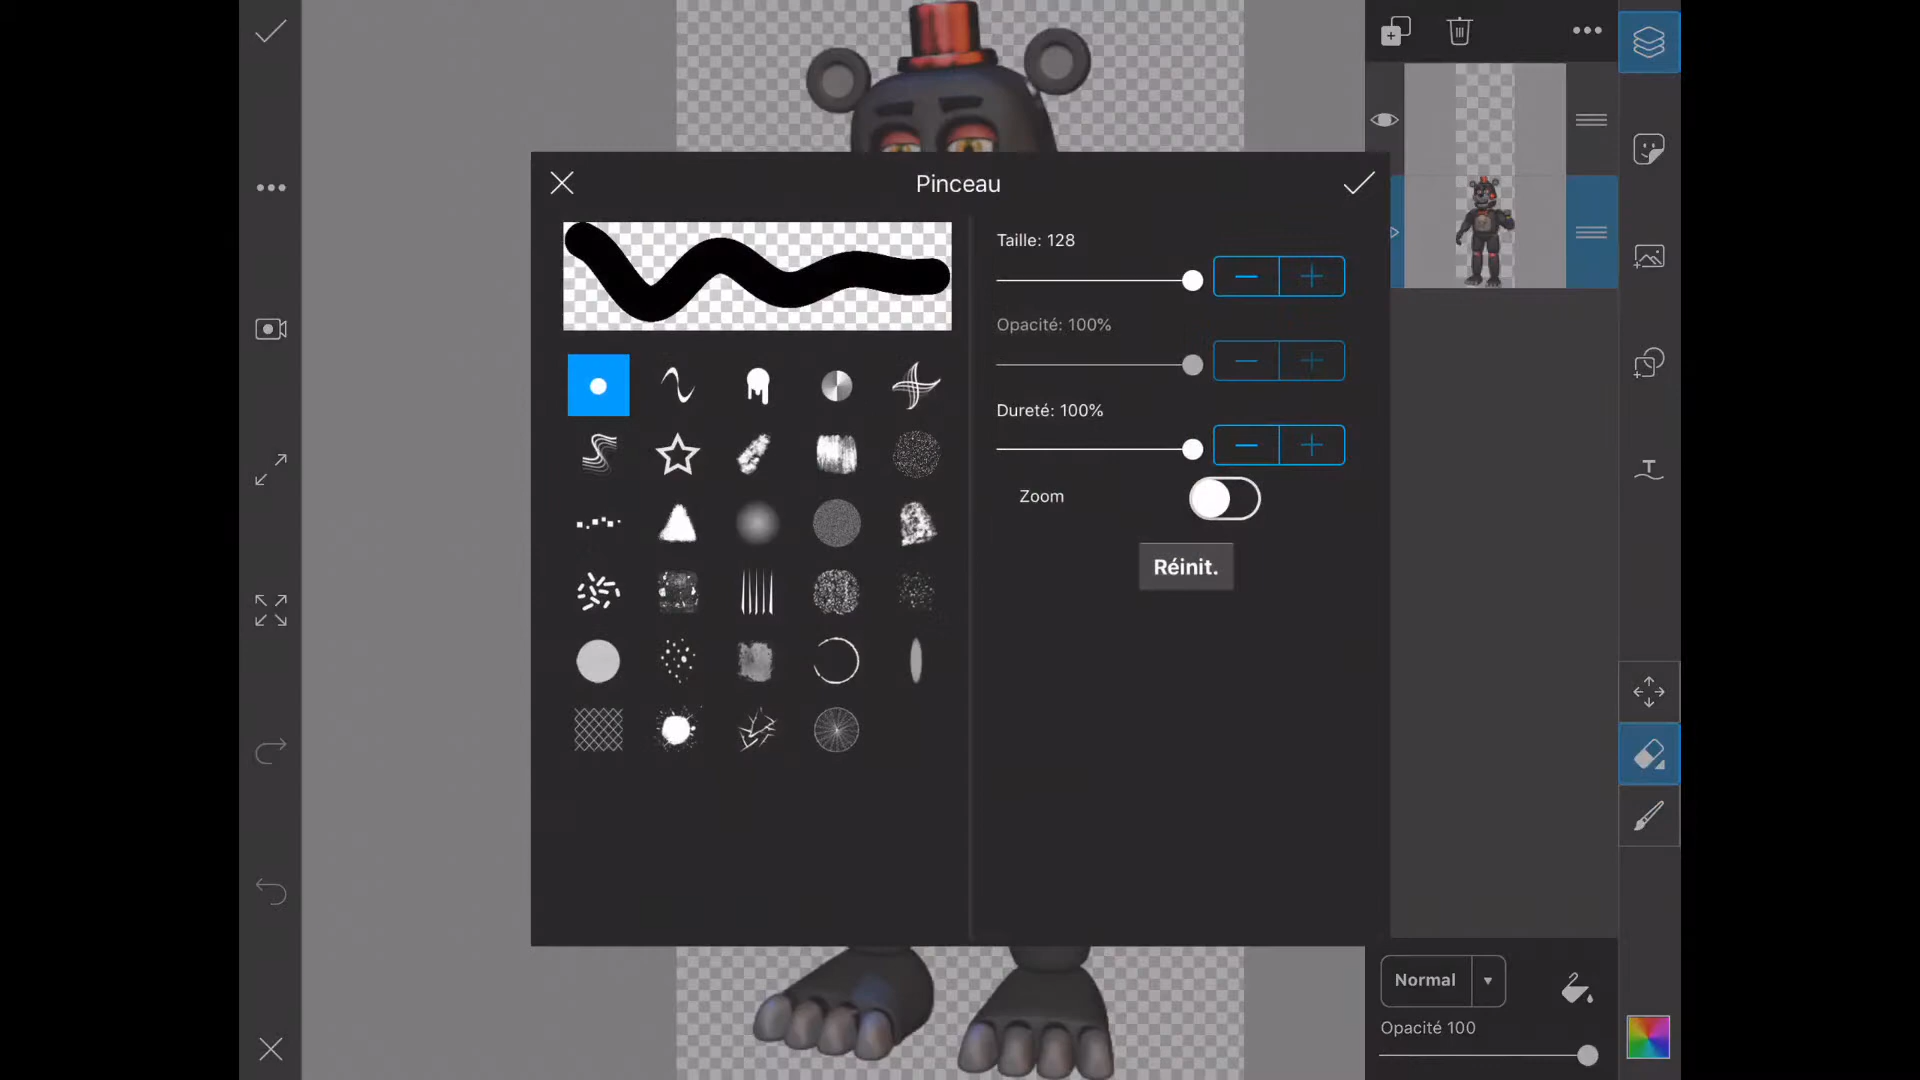 Pinceau
Taille: 128
Opacité: 100%
Dureté: 100%
Zoom
Réinit.
Normal
Opacité 100